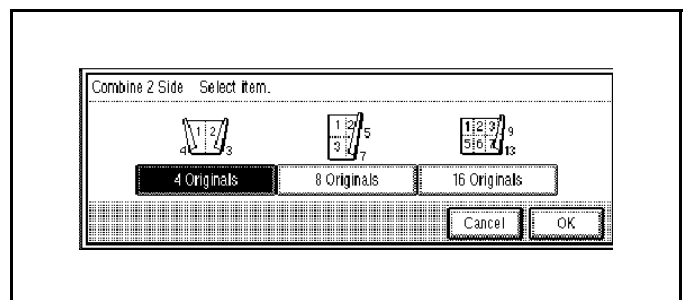 Combine 2 Side Select item.
1 2 4 3
1 2 3 5 7
1 2 3 5 6 7 9 13
4 Originals 8 Originals 16 Originals
Cancel OK